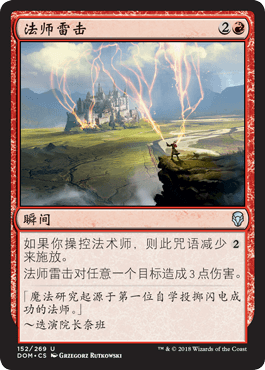 法师雷击 2
瞬间
如果你操控法术师，则此咒语减少 2
来施放。
法师雷击对任意一个目标造成3点伤害。
「魔法研究起源于第一位自学投掷闪电成
功的法师。」
～迭演院长奈班
152/269 U
DOM • CS GRZEGORZ RUTKOWSKI
™ & © 2018 Wizards of the Coast